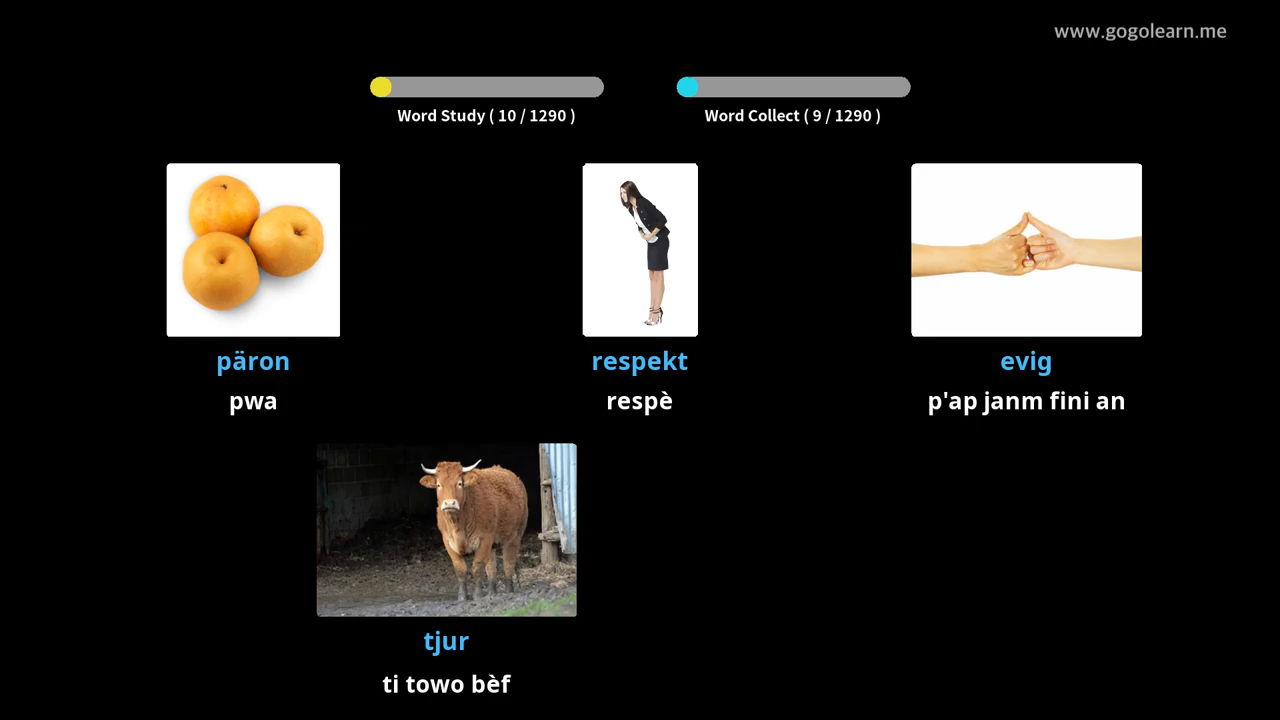 www.gogolearn.me
Word Study ( 10 / 1290 )
Word Collect ( 9 / 1290 )
päron
respekt
evig
pwa
respè
p'ap janm fini an
tjur
ti towo bèf